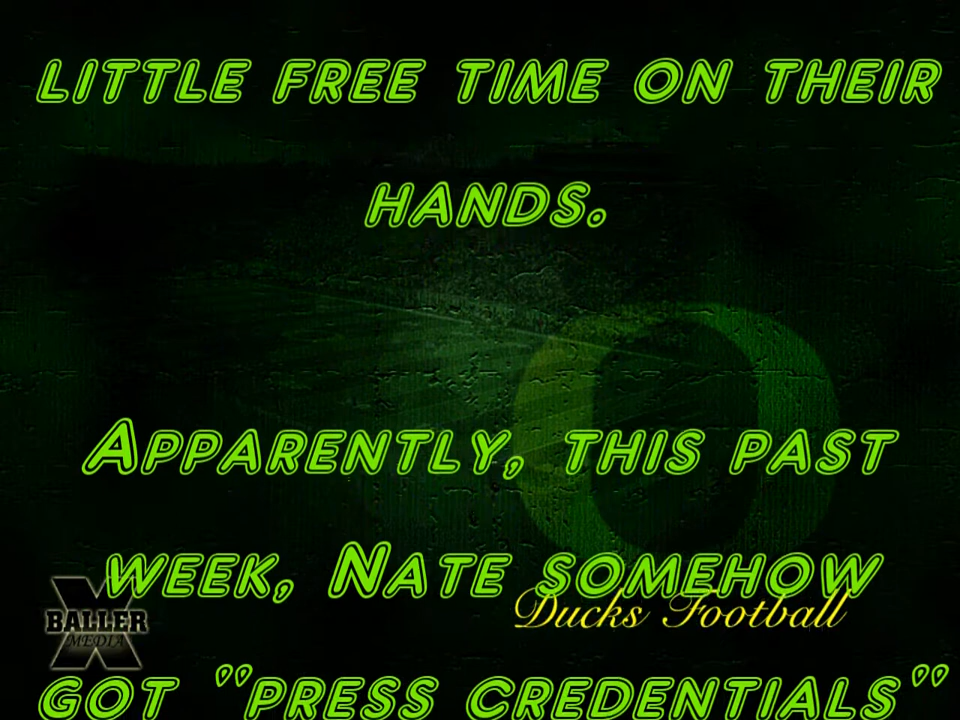 LITTLE FREE TIME ON THEIR
HANDS.
APPARENTLY, THIS PAST
WEEK, NATE SOMEHOW
Ducks Football
X
BALLER
MEDIA
GOT "PRESS CREDENTIALS"